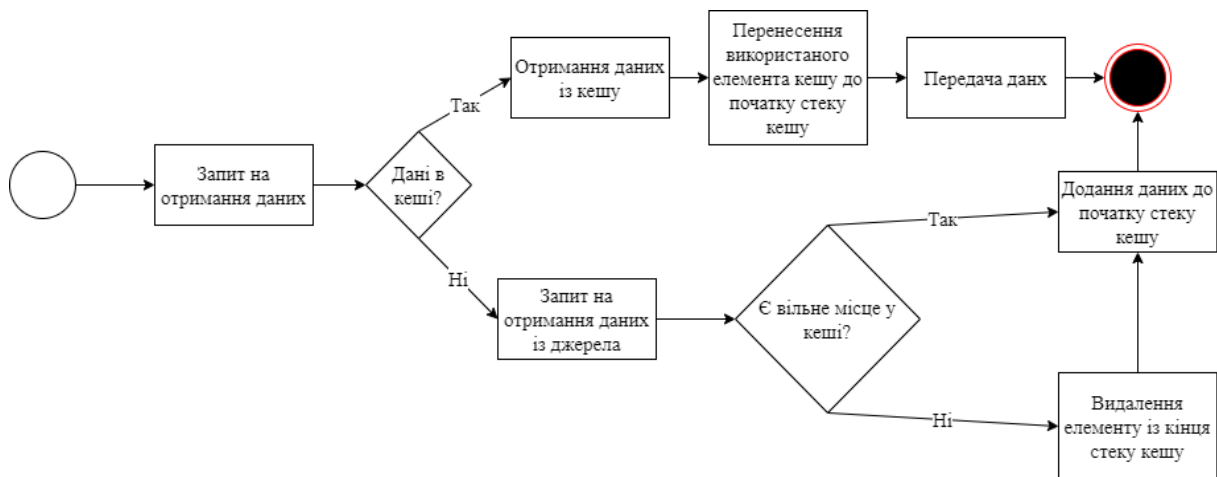 Запит на
отримання даних
Дані в
кеші?
Так
Отримання даних
із кешу
Перенесення
використаного
елемента кешу до
початку стеку
кешу
Передача данх
Ні
Запит на
отримання даних
із джерела
Є вільне місце у
кеші?
Так
Додання даних до
початку стеку
кешу
Ні
Видалення
елементу із кінця
стеку кешу